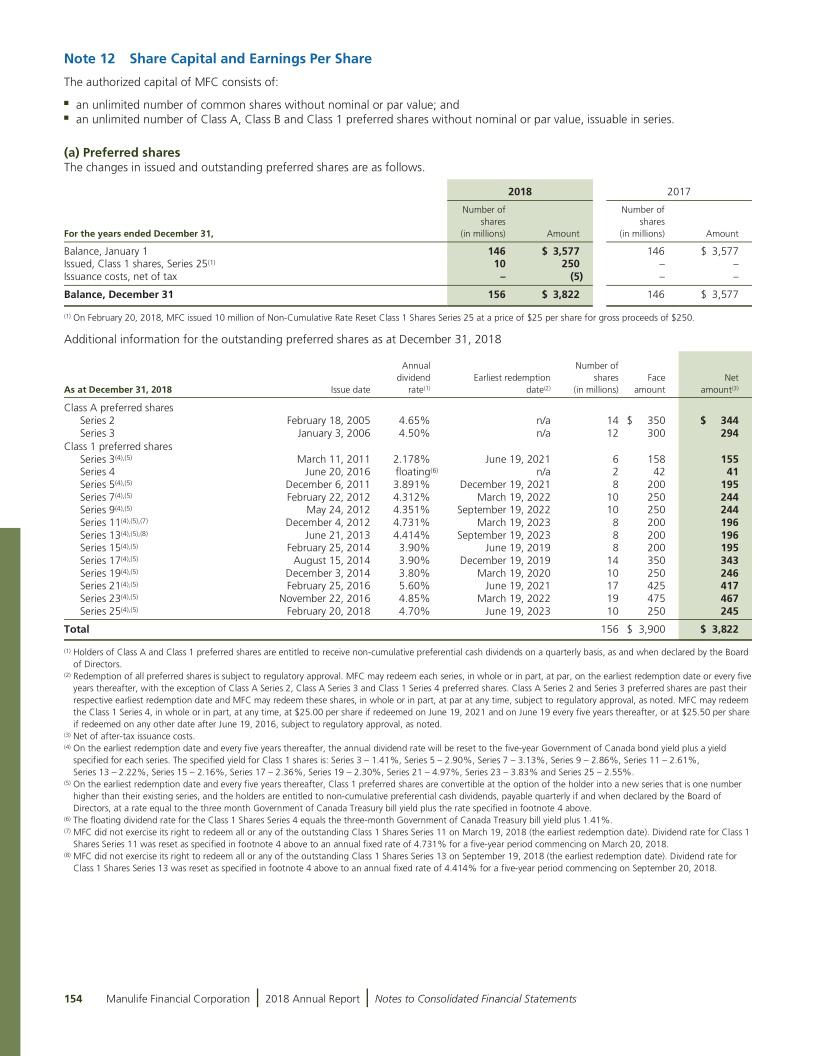 Note 12 Share Capital and Earnings Per Share
The authorized capital of MFC consists of:
▪ an unlimited number of common shares without nominal or par value; and
▪ an unlimited number of Class A, Class B and Class 1 preferred shares without nominal or par value, issuable in series.
(a) Preferred shares
The changes in issued and outstanding preferred shares are as follows.
2018 2017
Number of Number of
shares shares
For the years ended December 31, (in millions) Amount (in millions) Amount
Balance, January 1 146 $ 3,577 146 $ 3,577
Issued, Class 1 shares, Series 25(1) 10 250 – –
Issuance costs, net of tax – (5) – –
Balance, December 31 156 $ 3,822 146 $ 3,577
(1) On February 20, 2018, MFC issued 10 million of Non-Cumulative Rate Reset Class 1 Shares Series 25 at a price of $25 per share for gross proceeds of $250.
Additional information for the outstanding preferred shares as at December 31, 2018
Annual Number of
dividend Earliest redemption shares Face Net
As at December 31, 2018 Issue date rate(1) date(2) (in millions) amount amount(3)
Class A preferred shares
Series 2 February 18, 2005 4.65% n/a 14 $ 350 $ 344
Series 3 January 3, 2006 4.50% n/a 12 300 294
Class 1 preferred shares
Series 3(4),(5) March 11, 2011 2.178% June 19, 2021 6 158 155
Series 4 June 20, 2016 floating(6) n/a 2 42 41
Series 5(4),(5) December 6, 2011 3.891% December 19, 2021 8 200 195
Series 7(4),(5) February 22, 2012 4.312% March 19, 2022 10 250 244
Series 9(4),(5) May 24, 2012 4.351% September 19, 2022 10 250 244
Series 11(4),(5),(7) December 4, 2012 4.731% March 19, 2023 8 200 196
Series 13(4),(5),(8) June 21, 2013 4.414% September 19, 2023 8 200 196
Series 15(4),(5) February 25, 2014 3.90% June 19, 2019 8 200 195
Series 17(4),(5) August 15, 2014 3.90% December 19, 2019 14 350 343
Series 19(4),(5) December 3, 2014 3.80% March 19, 2020 10 250 246
Series 21(4),(5) February 25, 2016 5.60% June 19, 2021 17 425 417
Series 23(4),(5) November 22, 2016 4.85% March 19, 2022 19 475 467
Series 25(4),(5) February 20, 2018 4.70% June 19, 2023 10 250 245
Total 156 $ 3,900 $ 3,822
(1) Holders of Class A and Class 1 preferred shares are entitled to receive non-cumulative preferential cash dividends on a quarterly basis, as and when declared by the Board
of Directors.
(2) Redemption of all preferred shares is subject to regulatory approval. MFC may redeem each series, in whole or in part, at par, on the earliest redemption date or every five
years thereafter, with the exception of Class A Series 2, Class A Series 3 and Class 1 Series 4 preferred shares. Class A Series 2 and Series 3 preferred shares are past their
respective earliest redemption date and MFC may redeem these shares, in whole or in part, at par at any time, subject to regulatory approval, as noted. MFC may redeem
the Class 1 Series 4, in whole or in part, at any time, at $25.00 per share if redeemed on June 19, 2021 and on June 19 every five years thereafter, or at $25.50 per share
if redeemed on any other date after June 19, 2016, subject to regulatory approval, as noted.
(3) Net of after-tax issuance costs.
(4) On the earliest redemption date and every five years thereafter, the annual dividend rate will be reset to the five-year Government of Canada bond yield plus a yield
specified for each series. The specified yield for Class 1 shares is: Series 3 – 1.41%, Series 5 – 2.90%, Series 7 – 3.13%, Series 9 – 2.86%, Series 11 – 2.61%,
Series 13 – 2.22%, Series 15 – 2.16%, Series 17 – 2.36%, Series 19 – 2.30%, Series 21 – 4.97%, Series 23 – 3.83% and Series 25 – 2.55%.
(5) On the earliest redemption date and every five years thereafter, Class 1 preferred shares are convertible at the option of the holder into a new series that is one number
higher than their existing series, and the holders are entitled to non-cumulative preferential cash dividends, payable quarterly if and when declared by the Board of
Directors, at a rate equal to the three month Government of Canada Treasury bill yield plus the rate specified in footnote 4 above.
(6) The floating dividend rate for the Class 1 Shares Series 4 equals the three-month Government of Canada Treasury bill yield plus 1.41%.
(7) MFC did not exercise its right to redeem all or any of the outstanding Class 1 Shares Series 11 on March 19, 2018 (the earliest redemption date). Dividend rate for Class 1
Shares Series 11 was reset as specified in footnote 4 above to an annual fixed rate of 4.731% for a five-year period commencing on March 20, 2018.
(8) MFC did not exercise its right to redeem all or any of the outstanding Class 1 Shares Series 13 on September 19, 2018 (the earliest redemption date). Dividend rate for
Class 1 Shares Series 13 was reset as specified in footnote 4 above to an annual fixed rate of 4.414% for a five-year period commencing on September 20, 2018.
154 Manulife Financial Corporation | 2018 Annual Report | Notes to Consolidated Financial Statements